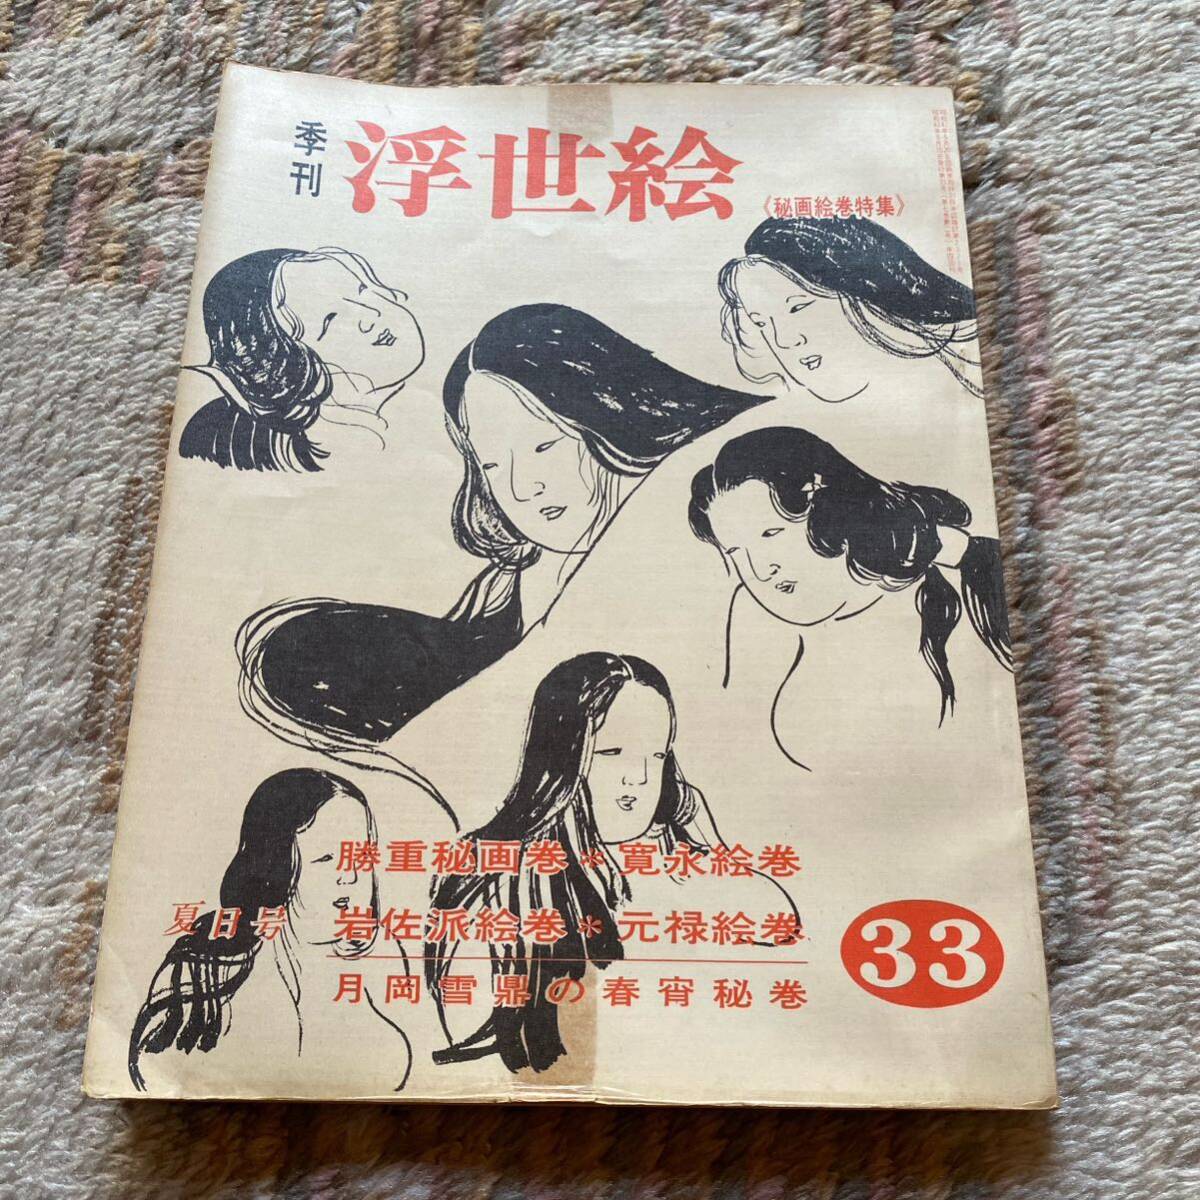 季刊
浮世絵
《秘画絵巻特集》
勝重秘画巻＊寛永絵巻
夏日号
岩佐派絵巻＊元禄絵巻
月岡雪鼎の春宵秘巻
33